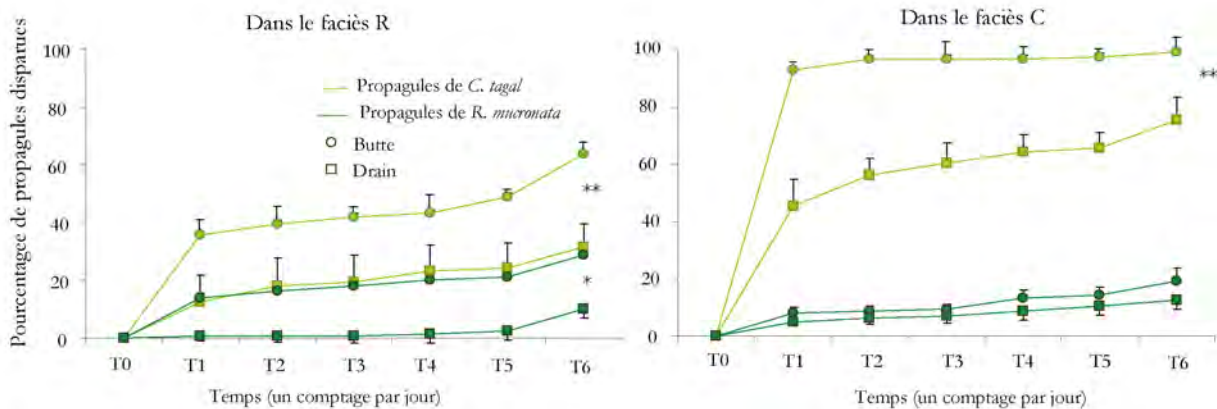 Dans le faciès R
Pourcentagee de propagules disparues
100
80
60
40
20
0
Propagules de C. tagal
Propagules de R. mucronata
Butte
Drain
**
*
T0 T1 T2 T3 T4 T5 T6
Temps (un comptage par jour)
Dans le faciès C
100
80
60
40
20
0
**
T0 T1 T2 T3 T4 T5 T6
Temps (un comptage par jour)